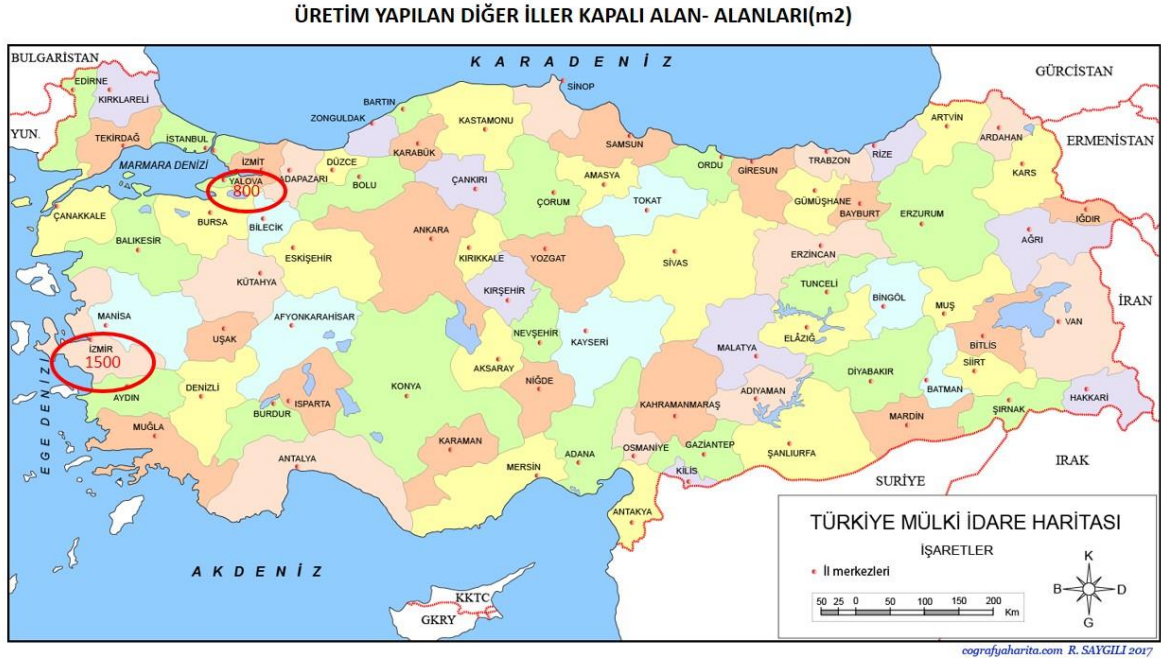 ÜRETİM YAPILAN DİĞER İLLER KAPALI ALAN- ALANLARI(m2)
BULGARİSTAN
KARADENİZ
GÜRCİSTAN
EDİRNE
KIRKLARELİ
SİNOP
BARTIN
ZONGULDAK
KASTAMONU
ARTVİN
ARDAHAN
ERMENİSTAN
YUN.
TEKİRDAĞ
İSTANBUL
KARABÜK
SAMSUN
ORDU
GİRESUN
TRABZON
RİZE
KARS
MARMARA DENİZİ
İZMİT
YALOVA
800
ADAPAZARI
DÜZCE
BOLU
ÇANKIRI
AMASYA
ÇORUM
TOKAT
GÜMÜŞHANE
BAYBURT
ERZURUM
IĞDIR
AĞRI
ÇANAKKALE
BURSA
BİLECİK
BALIKESİR
ESKİŞEHİR
ANKARA
KIRIKKALE
YOZGAT
SİVAS
ERZİNCAN
KÜTAHYA
KIRŞEHİR
TUNCELİ
BİNGÖL
MUŞ
VAN
İRAN
MANİSA
UŞAK
AFYONKARAHİSAR
NEVŞEHİR
KAYSERİ
MALATYA
ELÂZIĞ
BİTLİS
SİİRT
İZMİR
1500
EGE DENİZİ
AYDIN
DENİZLİ
BURDUR
ISPARTA
KONYA
AKSARAY
NİĞDE
KAHRAMANMARAŞ
ADIYAMAN
DİYABAKIR
BATMAN
MARDİN
ŞIRNAK
HAKKARİ
MUĞLA
ANTALYA
KARAMAN
MERSİN
ADANA
OSMANİYE
GAZİANTEP
KİLİS
ŞANLIURFA
ANTAKYA
SURİYE
IRAK
AKDENİZ
KKTC
GKRY
TÜRKİYE MÜLKİ İDARE HARİTASI
İŞARETLER
İl merkezleri
50 25 0 50 100 150 200
Km
K
B D
G
cografyaharita.com R. SAYGILI 2017